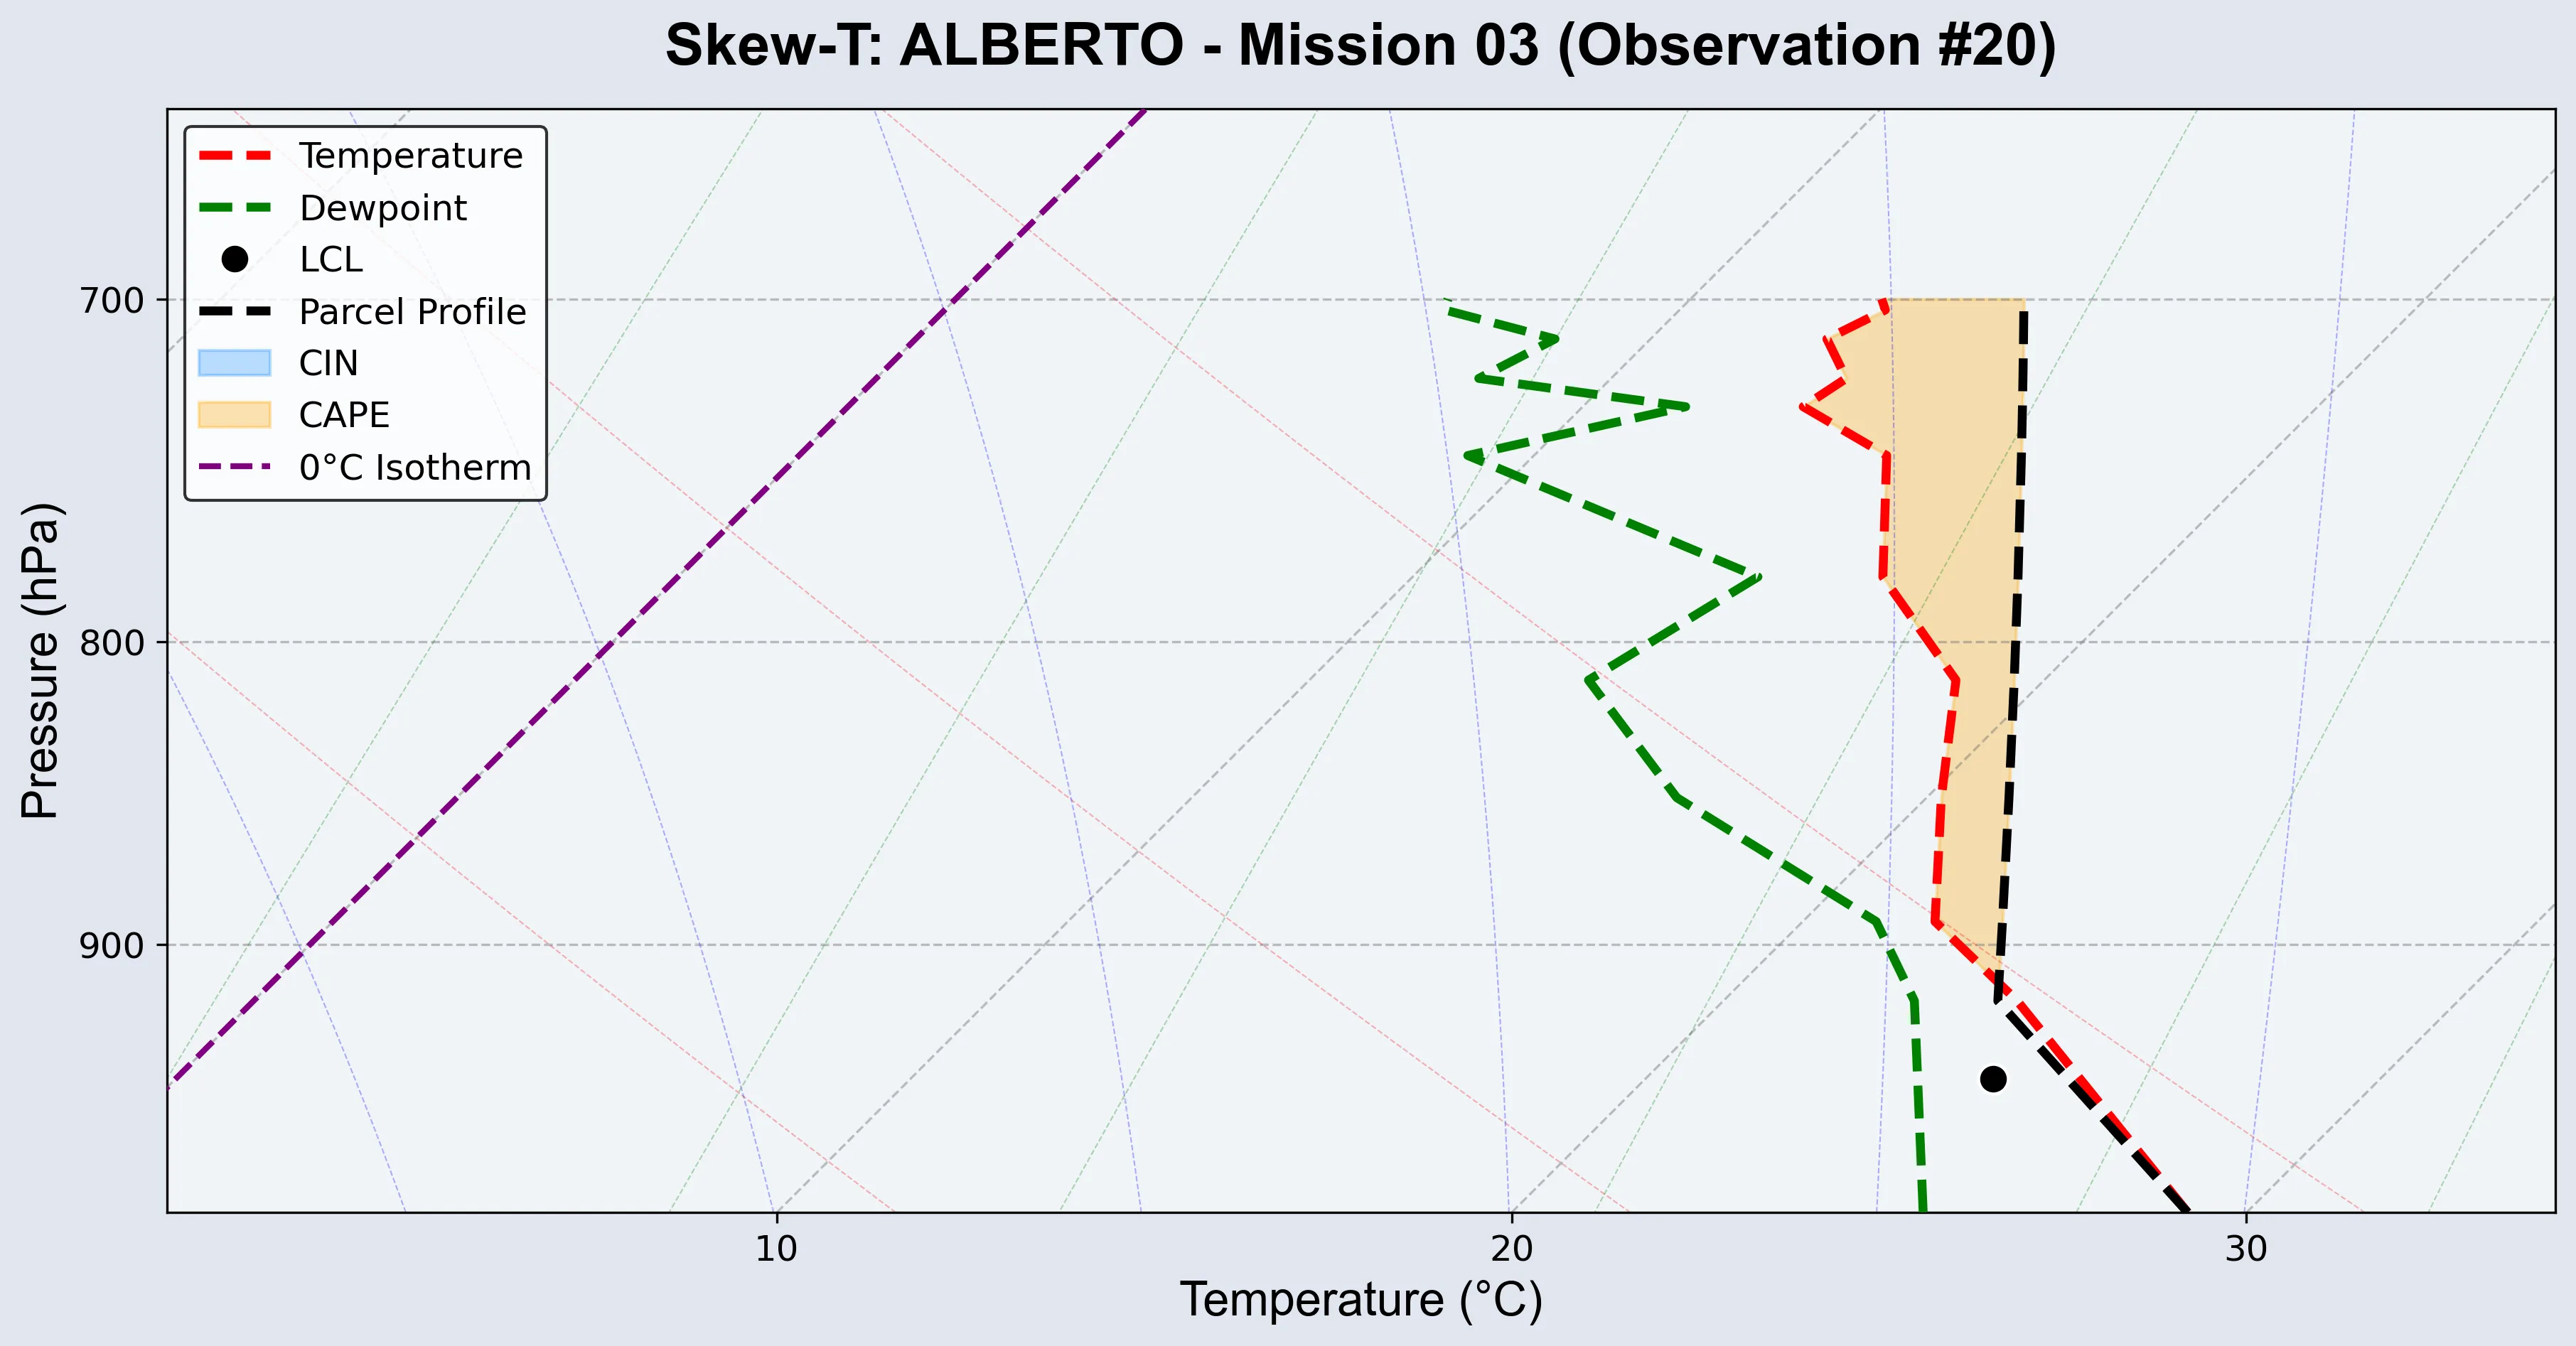 Skew-T: ALBERTO - Mission 03 (Observation #20)
Temperature
Dewpoint
LCL
Parcel Profile
CIN
CAPE
0°C Isotherm
Pressure (hPa)
700
800
900
10
20
30
Temperature (°C)